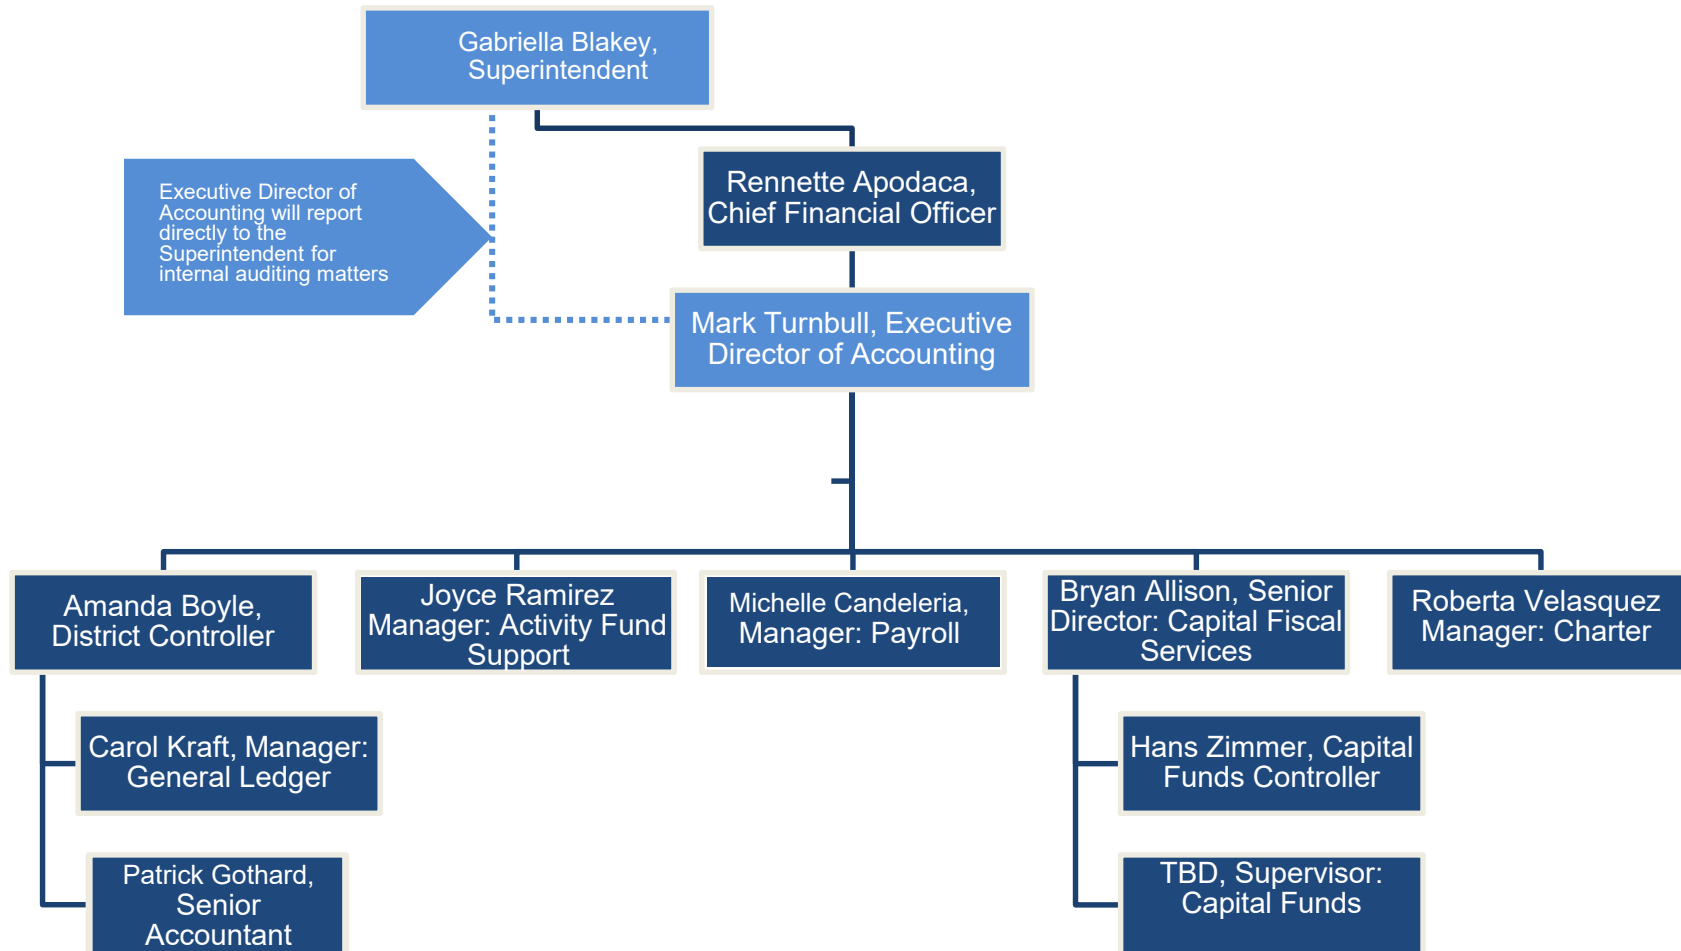 Gabriella Blakey,
Superintendent
Executive Director of
Accounting will report
directly to the
Superintendent for
internal auditing matters
Rennette Apodaca,
Chief Financial Officer
Mark Turnbull, Executive
Director of Accounting
Amanda Boyle,
District Controller
Joyce Ramirez
Manager: Activity Fund
Support
Michelle Candeleria,
Manager: Payroll
Bryan Allison, Senior
Director: Capital Fiscal
Services
Roberta Velasquez
Manager: Charter
Carol Kraft, Manager:
General Ledger
Hans Zimmer, Capital
Funds Controller
Patrick Gothard,
Senior
Accountant
TBD, Supervisor:
Capital Funds